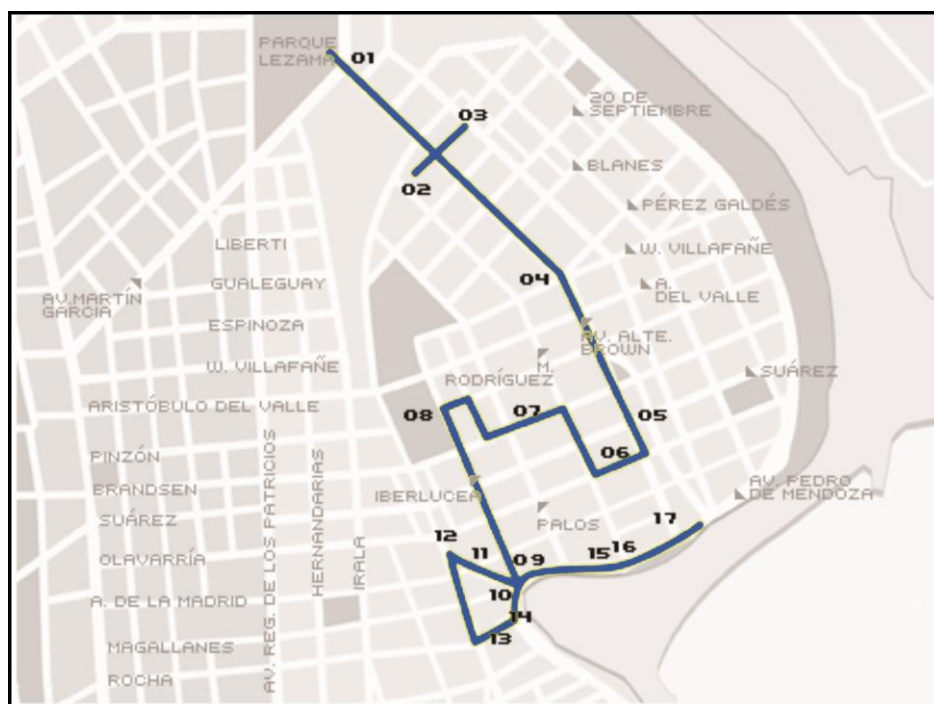 PARQUE
LEZAMA
01
03
20 DE
SEPTIEMBRE
02
BLANES
PÉREZ GALDÉS
LIBERTI
W. VILLAFAÑE
04
GUALEGUAY
A.
DEL VALLE
AV.MARTÍN
GARCIA
ESPINOZA
AV. ALTE.
BROWN
W. VILLAFAÑE
M.
RODRÍGUEZ
SUÁREZ
ARISTÓBULO DEL VALLE
08
07
05
PINZÓN
06
BRANDSEN
IBERLUCEA
AV. PEDRO
DE MENDOZA
SUÁREZ
PALOS
17
AV. REG. DE LOS PATRICIOS
HERNANDARIAS
IRALA
12
11
OLAVARRÍA
09
15
16
10
A. DE LA MADRID
14
13
MAGALLANES
ROCHA